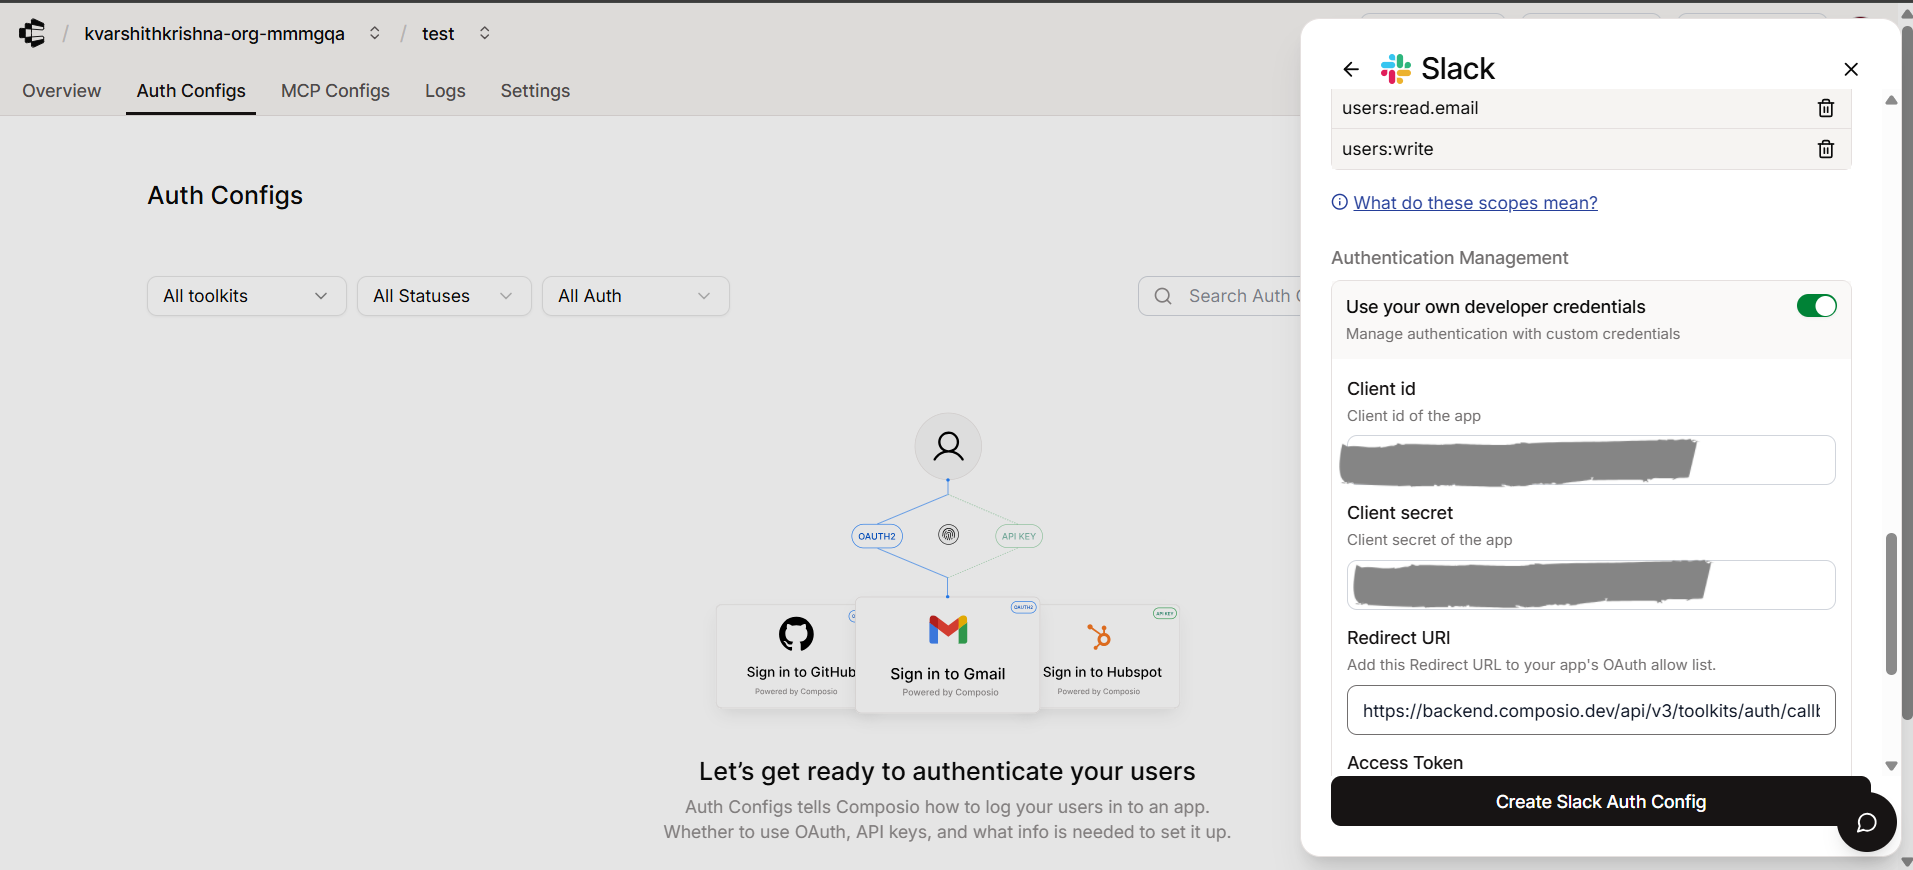 / kvarshithkrishna-org-mmmgqa / test
Overview Auth Configs MCP Configs Logs Settings
Auth Configs
All toolkits All Statuses All Auth
OAUTH2 API KEY
Sign in to GitHub
Powered by Composio
OAUTH2
Sign in to Gmail
Powered by Composio
API KEY
Sign in to Hubspot
Powered by Composio
Let's get ready to authenticate your users
Auth Configs tells Composio how to log your users in to an app.
Whether to use OAuth, API keys, and what info is needed to set it up.
Search Auth
Slack
users:read.email
users:write
What do these scopes mean?
Authentication Management
Use your own developer credentials
Manage authentication with custom credentials
Client id
Client id of the app
Client secret
Client secret of the app
Redirect URI
Add this Redirect URL to your app's OAuth allow list.
https://backend.composio.dev/api/v3/toolkits/auth/call
Access Token
Create Slack Auth Config